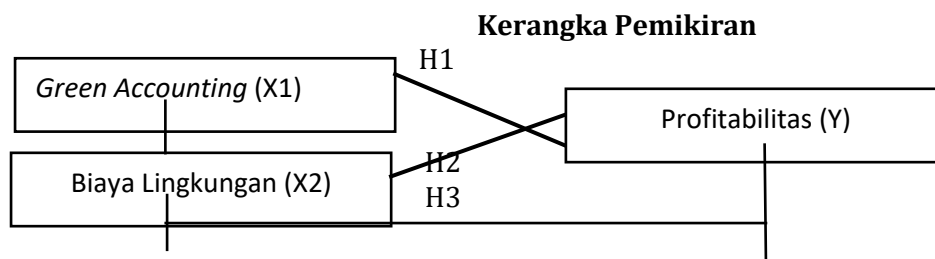 Kerangka Pemikiran
H1
Green Accounting (X1)
Profitabilitas (Y)
Biaya Lingkungan (X2)
H2
H3